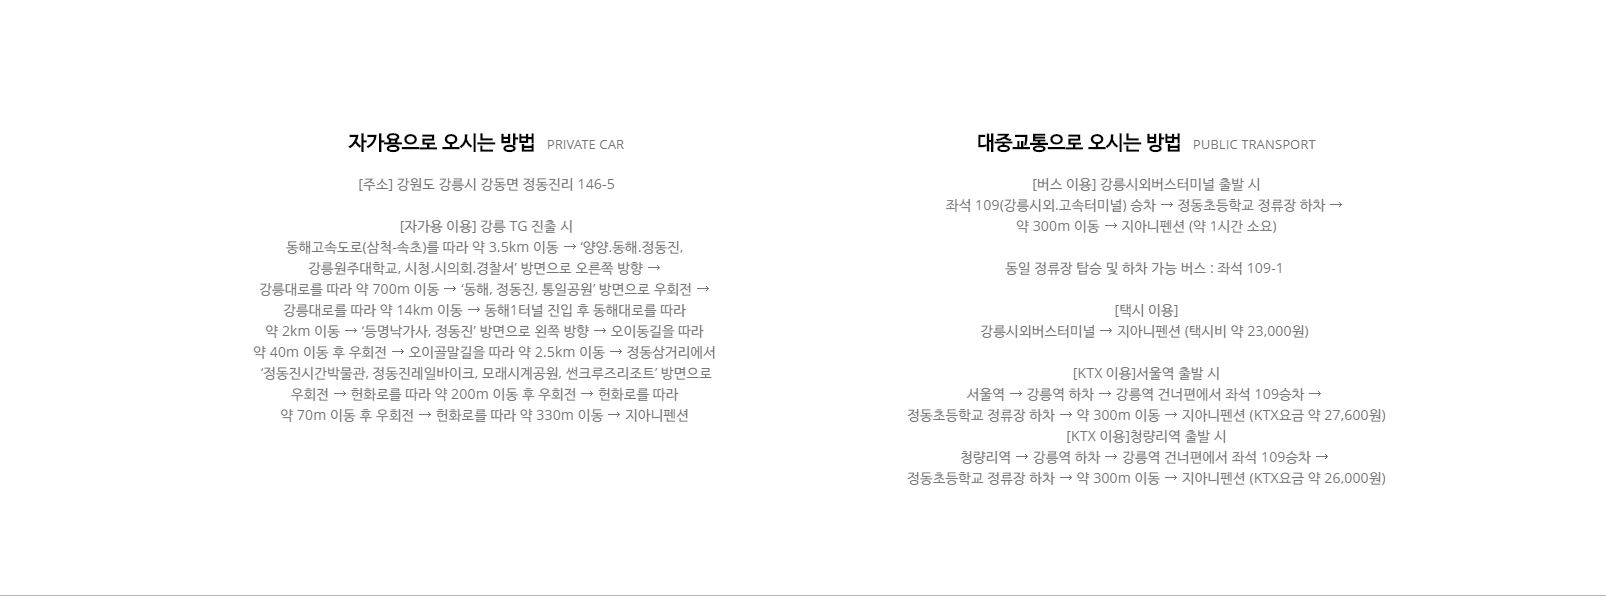 자가용으로 오시는 방법 PRIVATE CAR
[주소] 강원도 강릉시 강동면 정동진리 146-5
[자가용 이용] 강릉 TG 진출 시
동해고속도로(삼척-속초)를 따라 약 3.5km 이동 → ‘양양.동해.정동진,
강릉원주대학교, 시청.시의회.경찰서’ 방면으로 오른쪽 방향 →
강릉대로를 따라 약 700m 이동 → ‘동해, 정동진, 통일공원’ 방면으로 우회전 →
강릉대로를 따라 약 14km 이동 → 동해1터널 진입 후 동해대로를 따라
약 2km 이동 → ‘등명낙가사, 정동진’ 방면으로 왼쪽 방향 → 오이동길을 따라
약 40m 이동 후 우회전 → 오이골말길을 따라 약 2.5km 이동 → 정동삼거리에서
‘정동진시간박물관, 정동진레일바이크, 모래시계공원, 썬크루즈리조트’ 방면으로
우회전 → 헌화로를 따라 약 200m 이동 후 우회전 → 헌화로를 따라
약 70m 이동 후 우회전 → 헌화로를 따라 약 330m 이동 → 지아니펜션
대중교통으로 오시는 방법 PUBLIC TRANSPORT
[버스 이용] 강릉시외버스터미널 출발 시
좌석 109(강릉시외.고속터미널) 승차 → 정동초등학교 정류장 하차 →
약 300m 이동 → 지아니펜션 (약 1시간 소요)
동일 정류장 탑승 및 하차 가능 버스 : 좌석 109-1
[택시 이용]
강릉시외버스터미널 → 지아니펜션 (택시비 약 23,000원)
[KTX 이용]서울역 출발 시
서울역 → 강릉역 하차 → 강릉역 건너편에서 좌석 109승차 →
정동초등학교 정류장 하차 → 약 300m 이동 → 지아니펜션 (KTX요금 약 27,600원)
[KTX 이용]청량리역 출발 시
청량리역 → 강릉역 하차 → 강릉역 건너편에서 좌석 109승차 →
정동초등학교 정류장 하차 → 약 300m 이동 → 지아니펜션 (KTX요금 약 26,000원)